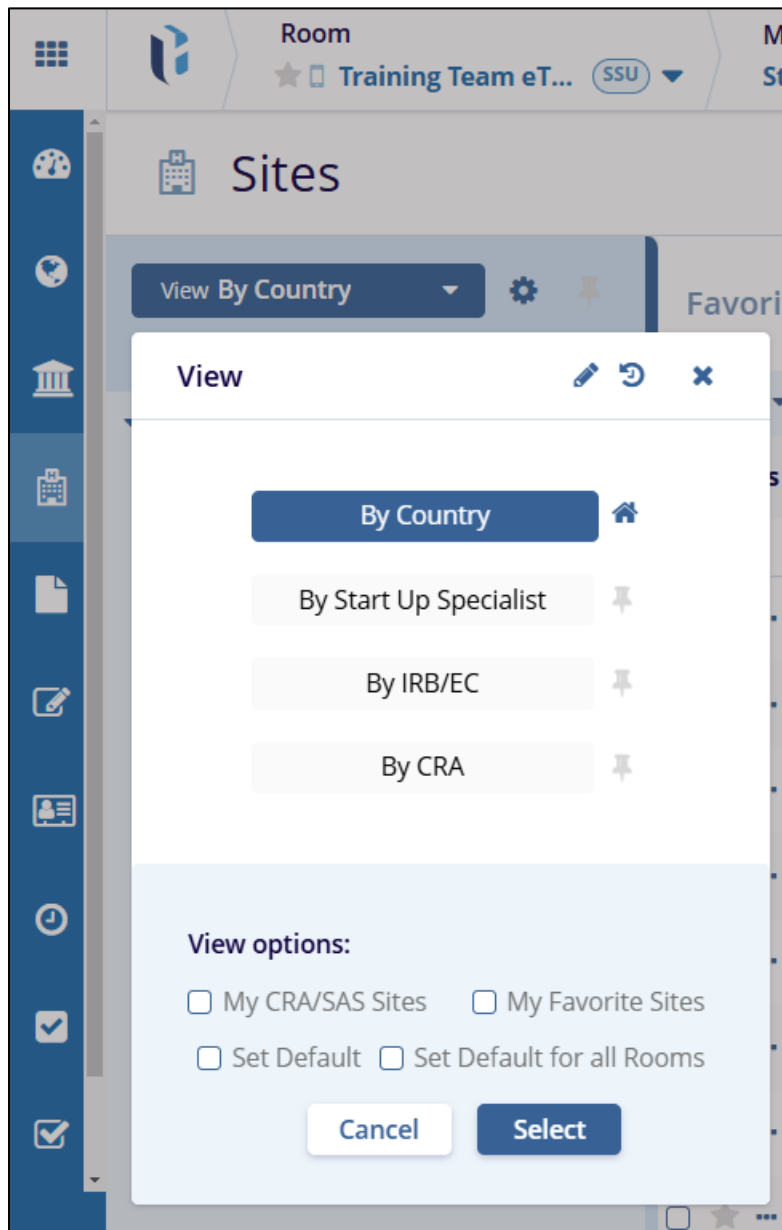 Room
M
Training Team eT... SSU
St
Sites
View By Country
Favori
View
s
By Country
By Start Up Specialist
By IRB/EC
By CRA
View options:
My CRA/SAS Sites My Favorite Sites
Set Default Set Default for all Rooms
Cancel Select